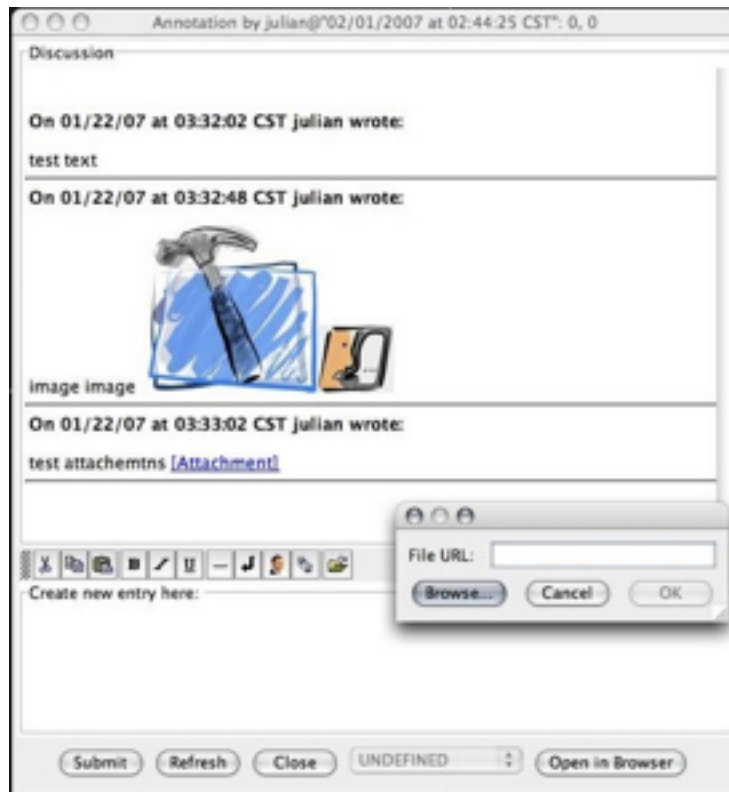 Annotation by julian@"02/01/2007 at 02:44:25 CST": 0, 0
Discussion
On 01/22/07 at 03:32:02 CST julian wrote:
test text
On 01/22/07 at 03:32:48 CST julian wrote:
image image
On 01/22/07 at 03:33:02 CST julian wrote:
test attachemtns [Attachment]
File URL:
Browse... Cancel OK
B I U
Create new entry here:
Submit Refresh Close UNDEFINED Open in Browser